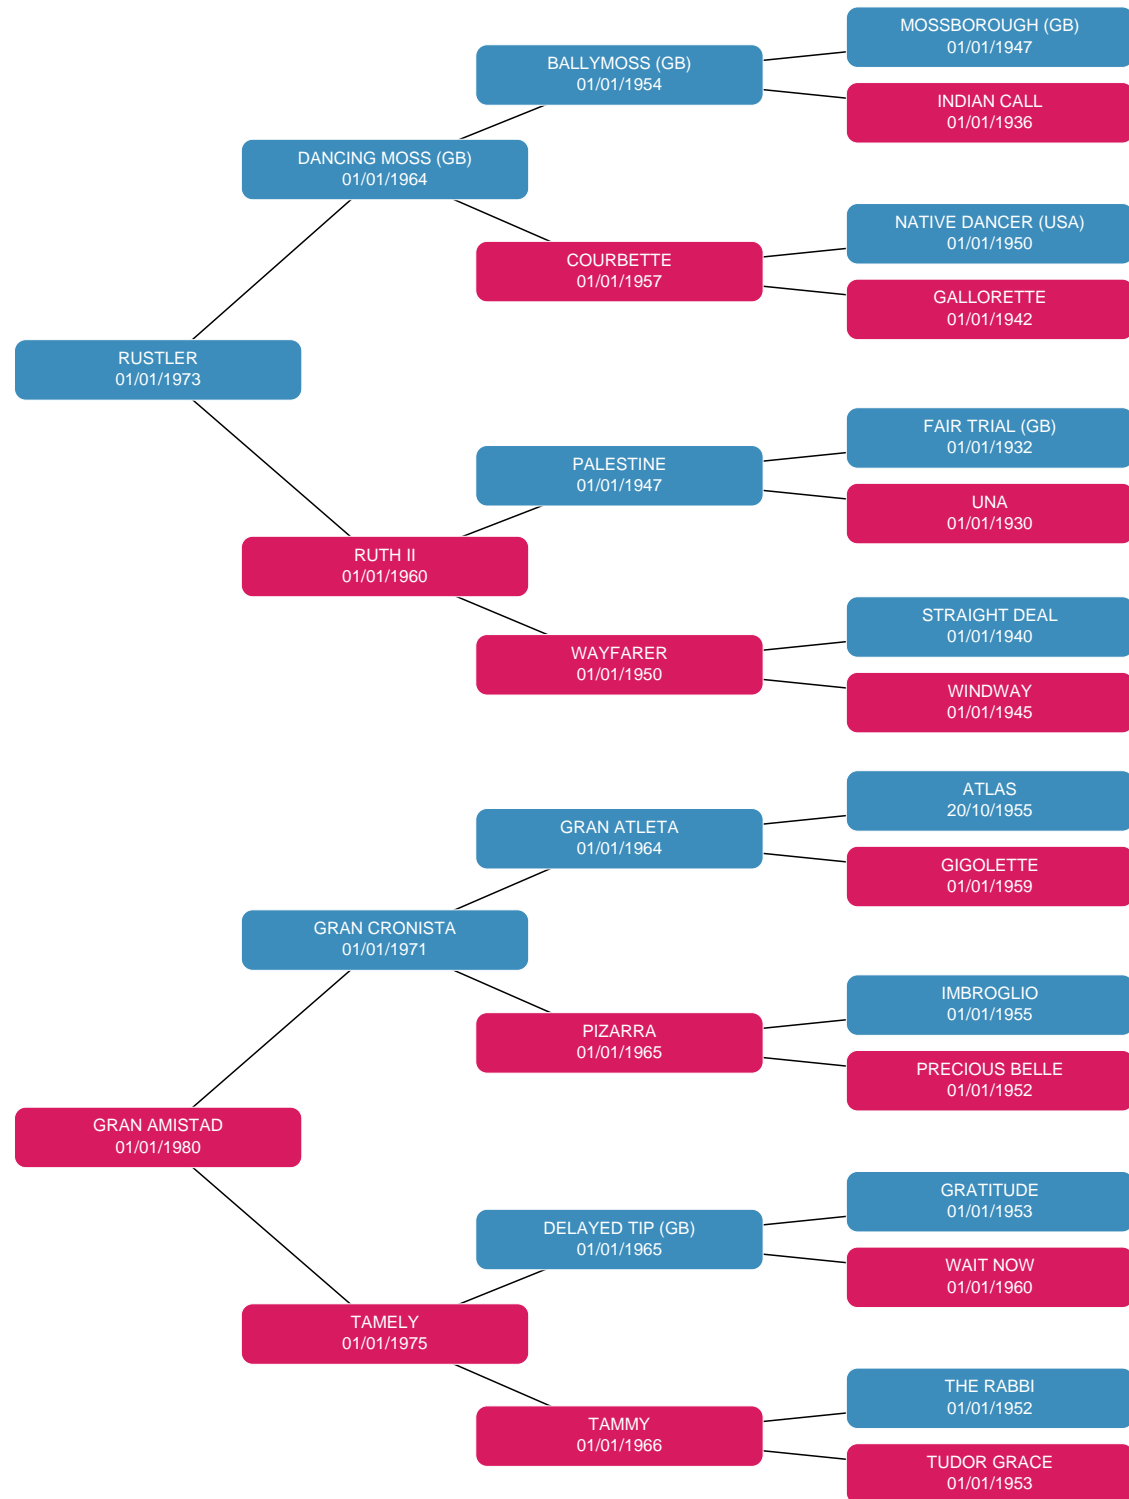 MOSSBOROUGH (GB)
01/01/1947
BALLYMOSS (GB)
01/01/1954
INDIAN CALL
01/01/1936
DANCING MOSS (GB)
01/01/1964
NATIVE DANCER (USA)
01/01/1950
COURBETTE
01/01/1957
GALLORETTE
01/01/1942
RUSTLER
01/01/1973
FAIR TRIAL (GB)
01/01/1932
PALESTINE
01/01/1947
UNA
01/01/1930
RUTH II
01/01/1960
STRAIGHT DEAL
01/01/1940
WAYFARER
01/01/1950
WINDWAY
01/01/1945
ATLAS
20/10/1955
GRAN ATLETA
01/01/1964
GIGOLETTE
01/01/1959
GRAN CRONISTA
01/01/1971
IMBROGLIO
01/01/1955
PIZARRA
01/01/1965
PRECIOUS BELLE
01/01/1952
GRAN AMISTAD
01/01/1980
GRATITUDE
01/01/1953
DELAYED TIP (GB)
01/01/1965
WAIT NOW
01/01/1960
TAMELY
01/01/1975
THE RABBI
01/01/1952
TAMMY
01/01/1966
TUDOR GRACE
01/01/1953